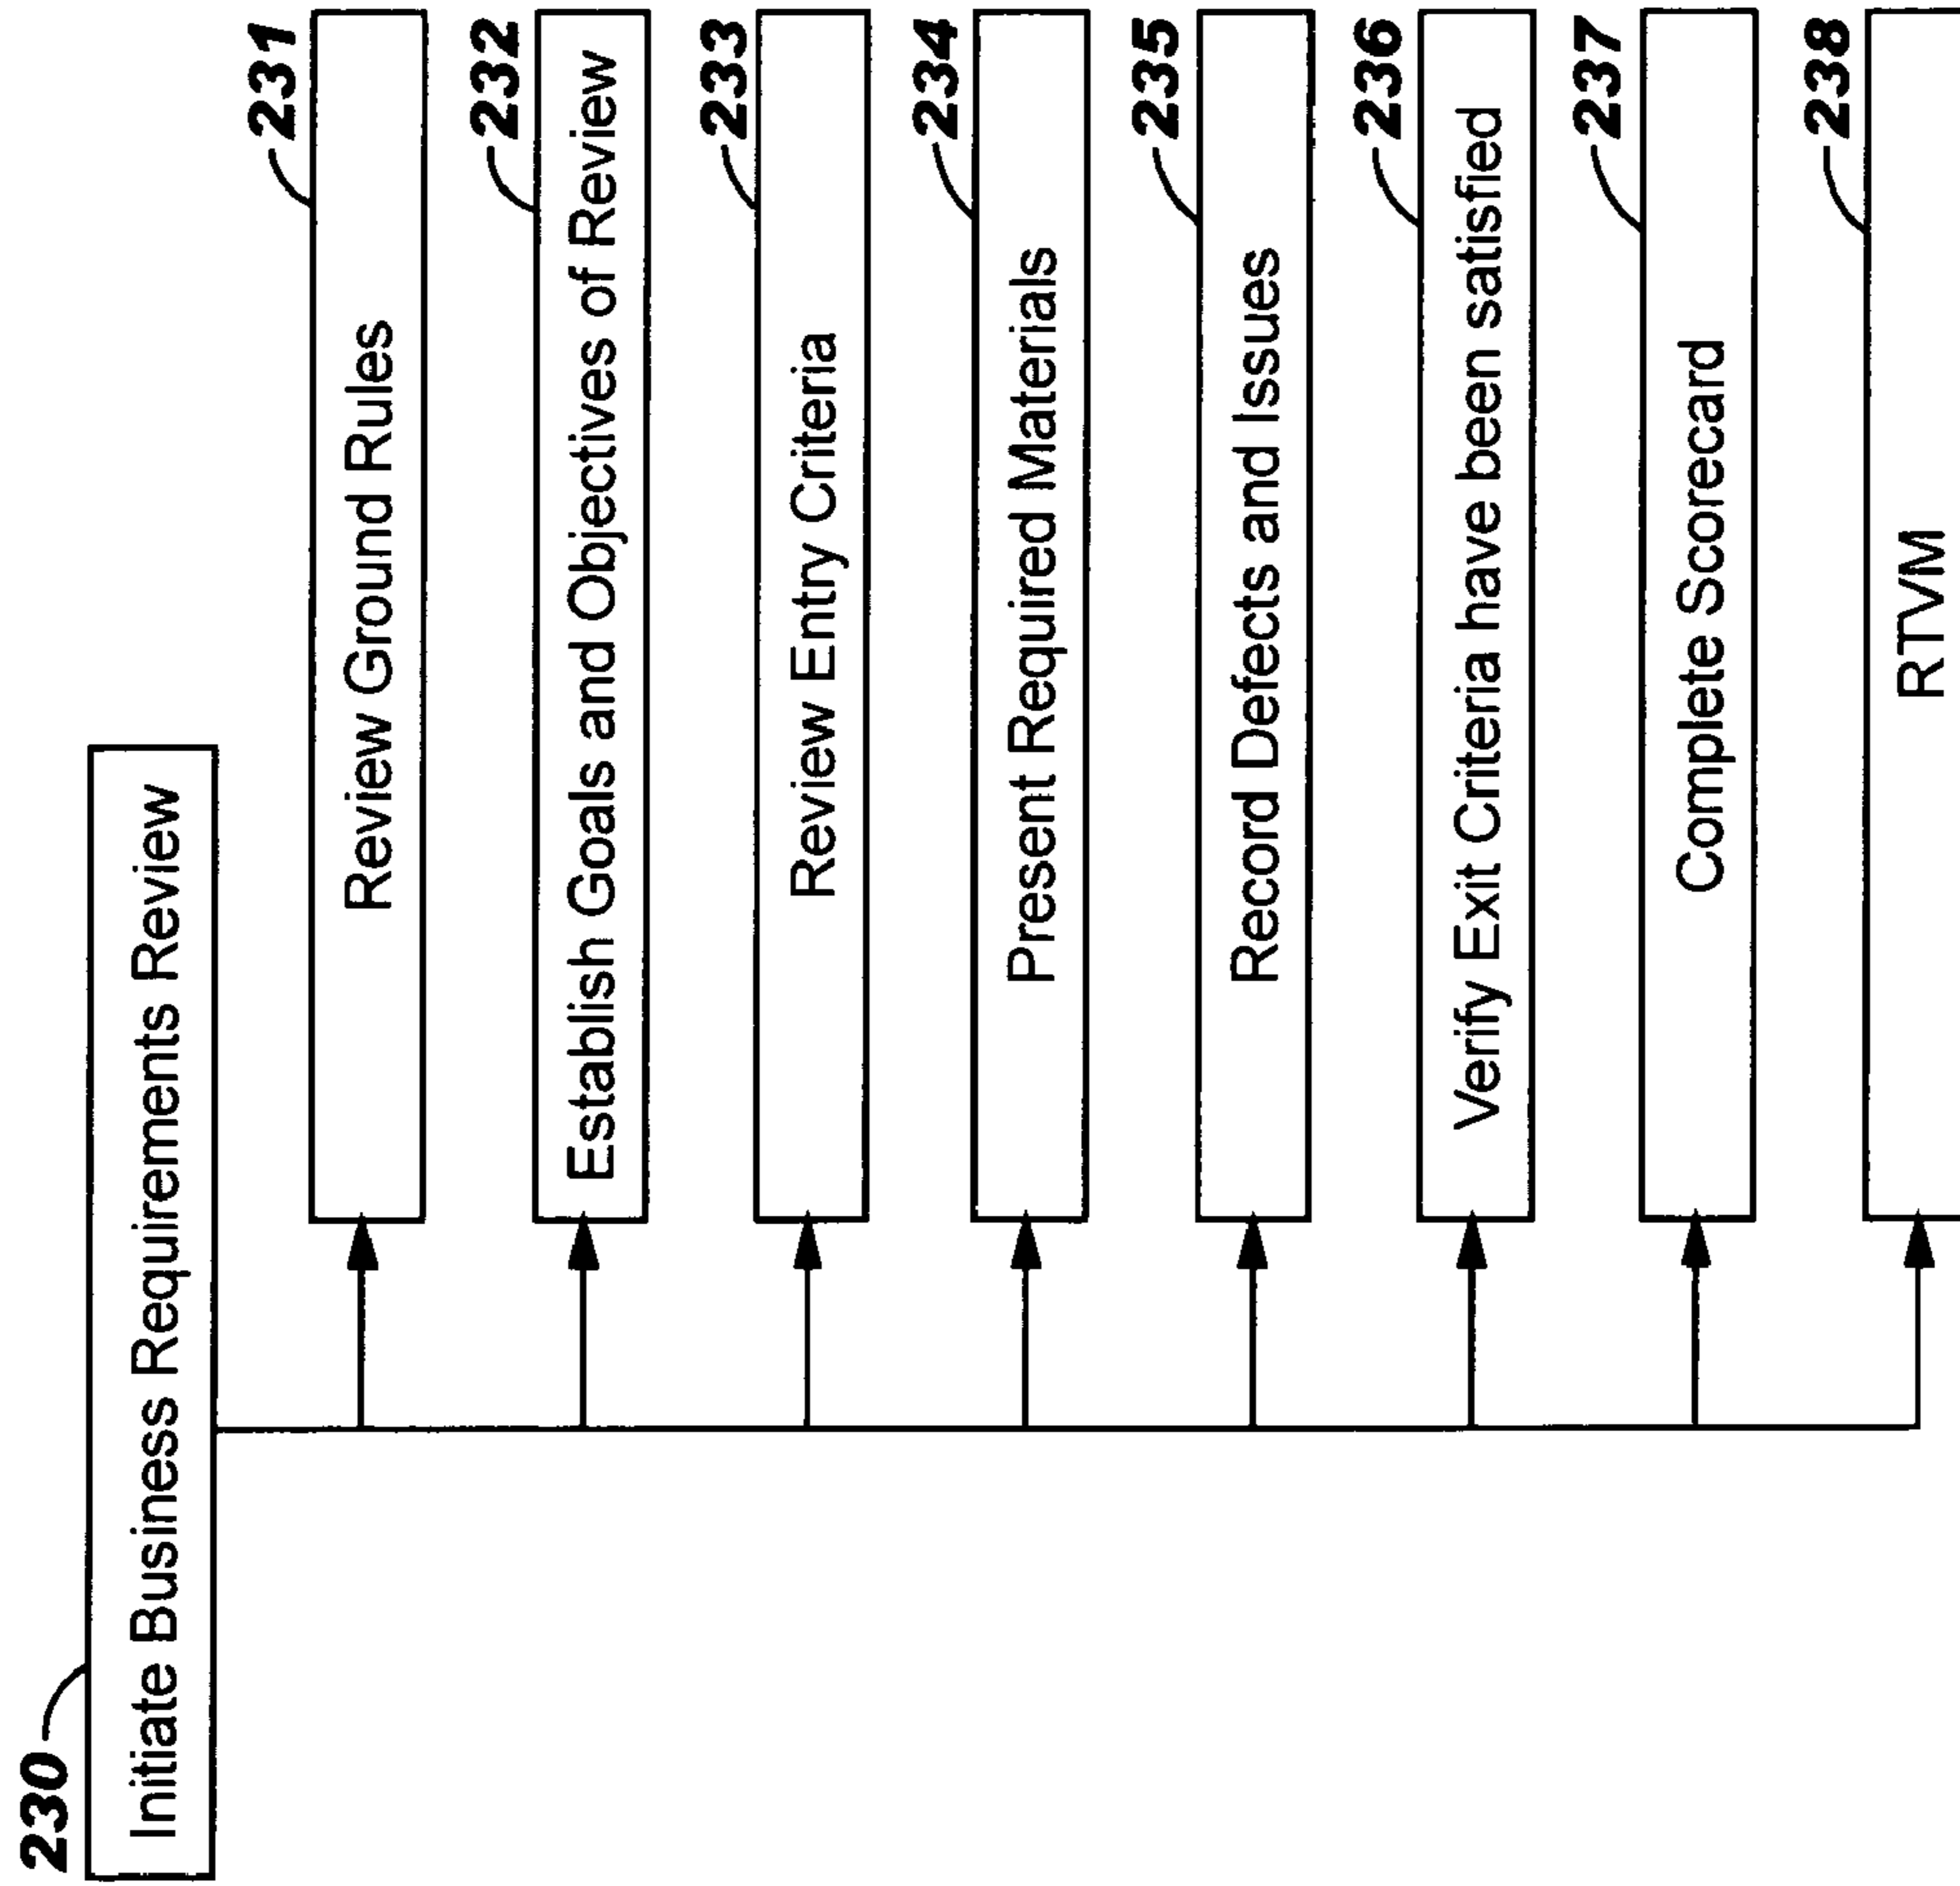 230
Initiate Business Requirements Review
231
Review Ground Rules
232
Establish Goals and Objectives of Review
233
Review Entry Criteria
234
Present Required Materials
235
Record Defects and Issues
236
Verify Exit Criteria have been satisfied
237
Complete Scorecard
238
RTVM